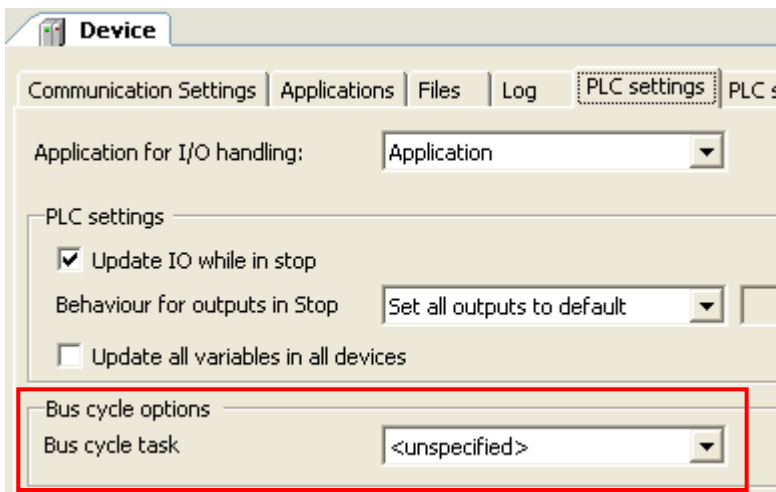 Device
Communication Settings Applications Files Log PLC settings PLC s
Application for I/O handling: Application
PLC settings
Update IO while in stop
Behaviour for outputs in Stop Set all outputs to default
Update all variables in all devices
Bus cycle options
Bus cycle task <unspecified>